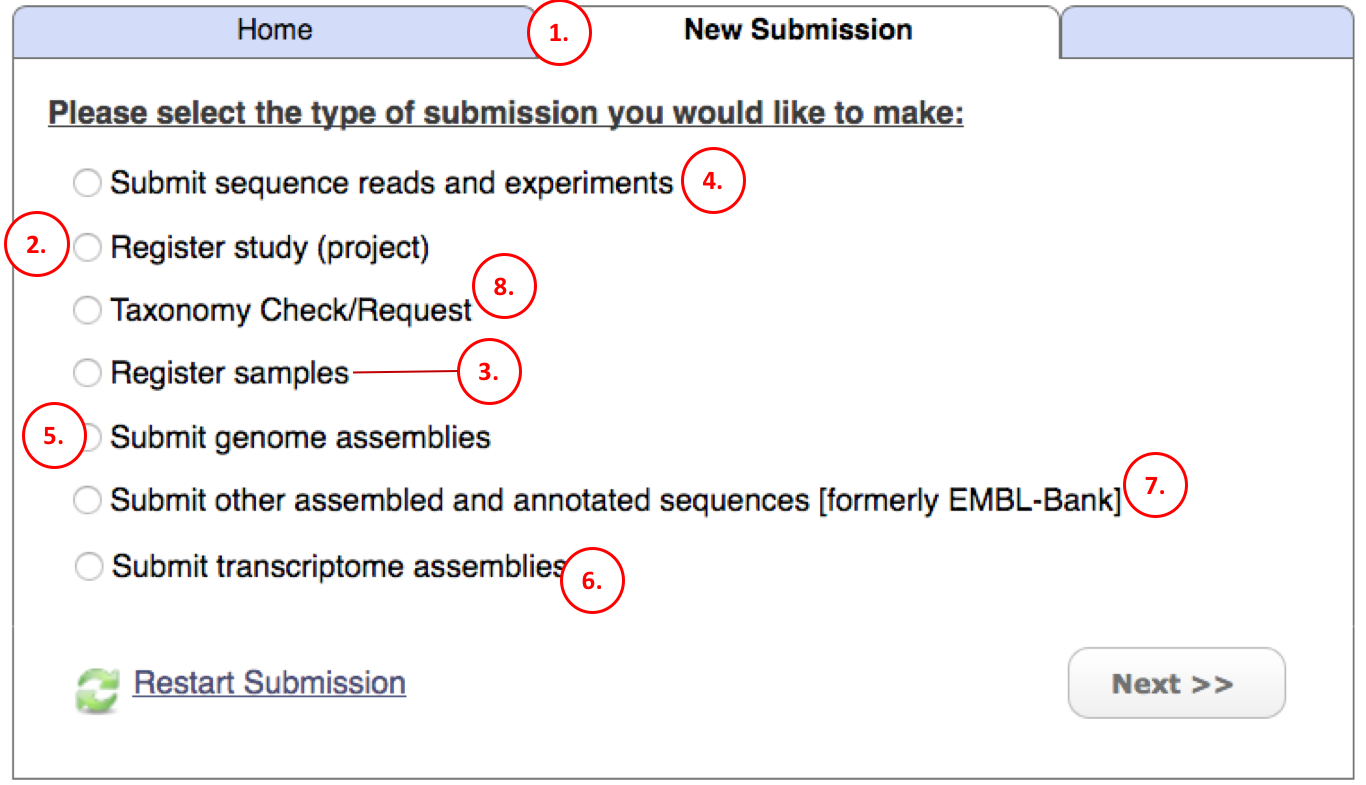 Home 1. New Submission
Please select the type of submission you would like to make:
Submit sequence reads and experiments 4.
2. Register study (project)
8.
Taxonomy Check/Request
Register samples 3.
5. Submit genome assemblies
Submit other assembled and annotated sequences [formerly EMBL-Bank] 7.
Submit transcriptome assemblies 6.
Restart Submission Next >>